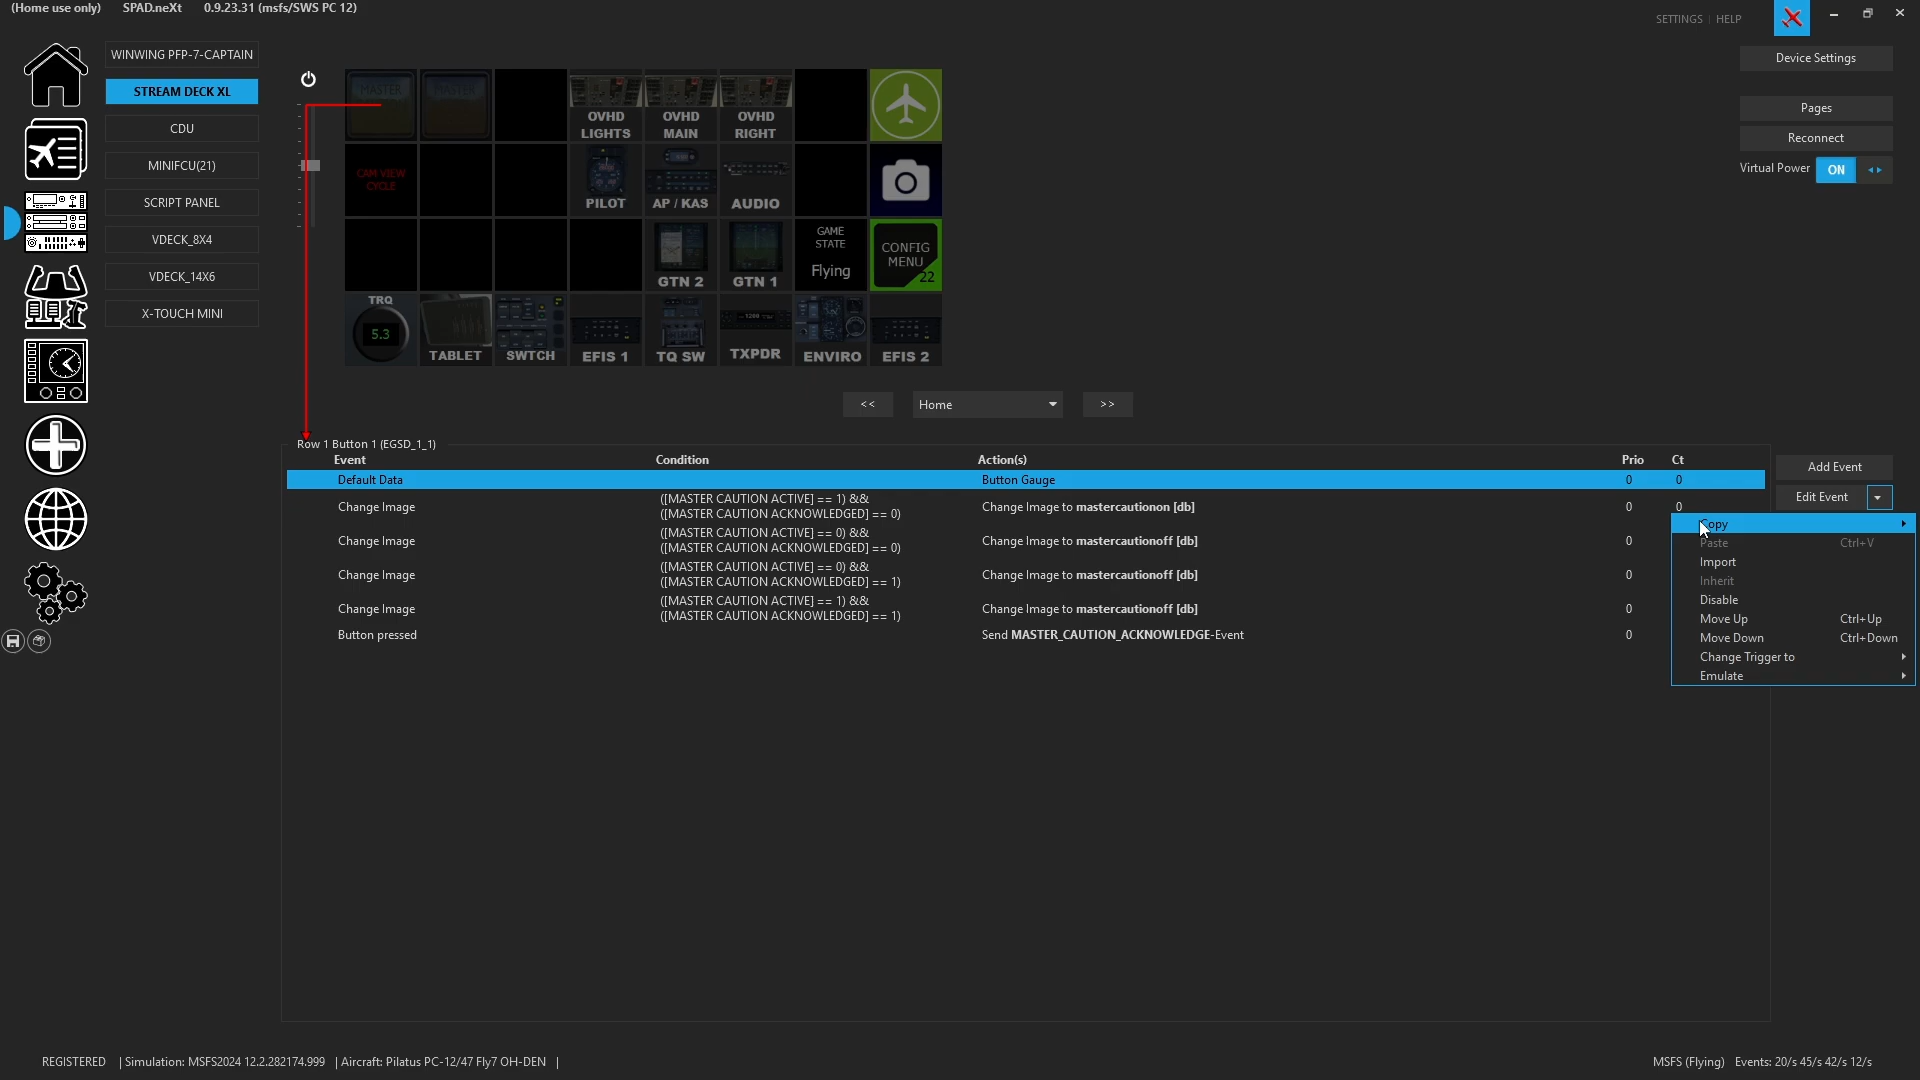 (Home use only) SPAD.neXt 0.9.23.31 (msfs/SWS PC 12)
SETTINGS | HELP
WINWING PFP-7-CAPTAIN
STREAM DECK XL
CDU
MINIFCU(21)
SCRIPT PANEL
VDECK_8X4
VDECK_14X6
X-TOUCH MINI
MASTER
MASTER
OVHD
LIGHTS
OVHD
MAIN
OVHD
RIGHT
CAM VIEW
CYCLE
PILOT
AP / KAS
AUDIO
GTN 2
GTN 1
GAME
STATE
Flying
CONFIG
MENU
22
TRQ
5.3
TABLET
SWTCH
EFIS 1
TQ SW
1200
TXPDR
ENVIRO
EFIS 2
Device Settings
Pages
Reconnect
Virtual Power ON
<< Home >>
Row 1 Button 1 (EGSD_1_1)
Event Condition Action(s) Prio Ct
Default Data Button Gauge 0 0
Change Image ([MASTER CAUTION ACTIVE] == 1) &&
([MASTER CAUTION ACKNOWLEDGED] == 0) Change Image to mastercautionon [db] 0 0
Change Image ([MASTER CAUTION ACTIVE] == 0) &&
([MASTER CAUTION ACKNOWLEDGED] == 0) Change Image to mastercautionoff [db] 0
Change Image ([MASTER CAUTION ACTIVE] == 0) &&
([MASTER CAUTION ACKNOWLEDGED] == 1) Change Image to mastercautionoff [db] 0
Change Image ([MASTER CAUTION ACTIVE] == 1) &&
([MASTER CAUTION ACKNOWLEDGED] == 1) Change Image to mastercautionoff [db] 0
Button pressed Send MASTER_CAUTION_ACKNOWLEDGE-Event 0
Add Event
Edit Event
Copy
Paste Ctrl+V
Import
Inherit
Disable
Move Up Ctrl+Up
Move Down Ctrl+Down
Change Trigger to
Emulate
REGISTERED | Simulation: MSFS2024 12.2.282174.999 | Aircraft: Pilatus PC-12/47 Fly7 OH-DEN |
MSFS (Flying) Events: 20/s 45/s 42/s 12/s